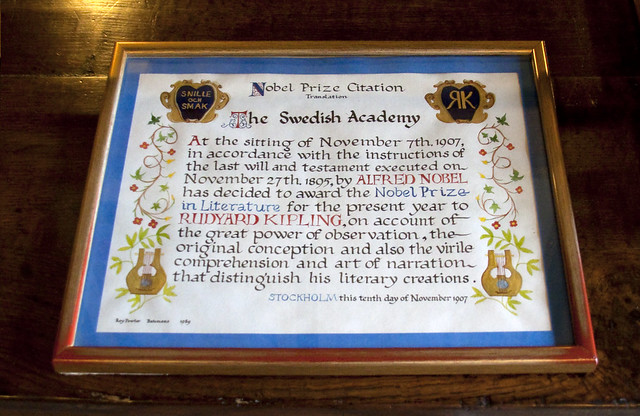 SNILLE
OCH
SMAK
RK
Nobel Prize Citation
Translation
The Swedish Academy
At the sitting of November 7th. 1907,
in accordance with the instructions of
the last will and testament executed on
November 27th. 1895, by ALFRED NOBEL
has decided to award the Nobel Prize
in Literature for the present year to
RUDYARD KIPLING, on account of
the great power of observation, the
original conception and also the virile
comprehension and art of narration
that distinguish his literary creations.
STOCKHOLM this tenth day of November 1907